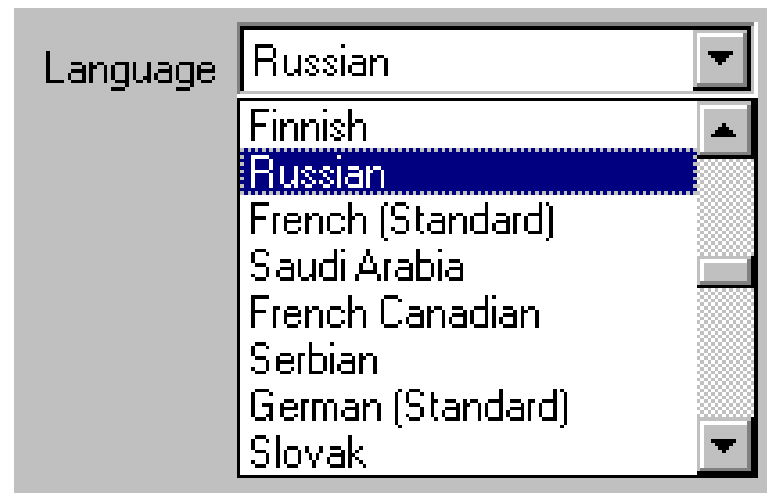 Language Russian
Finnish
Russian
French (Standard)
Saudi Arabia
French Canadian
Serbian
German (Standard)
Slovak